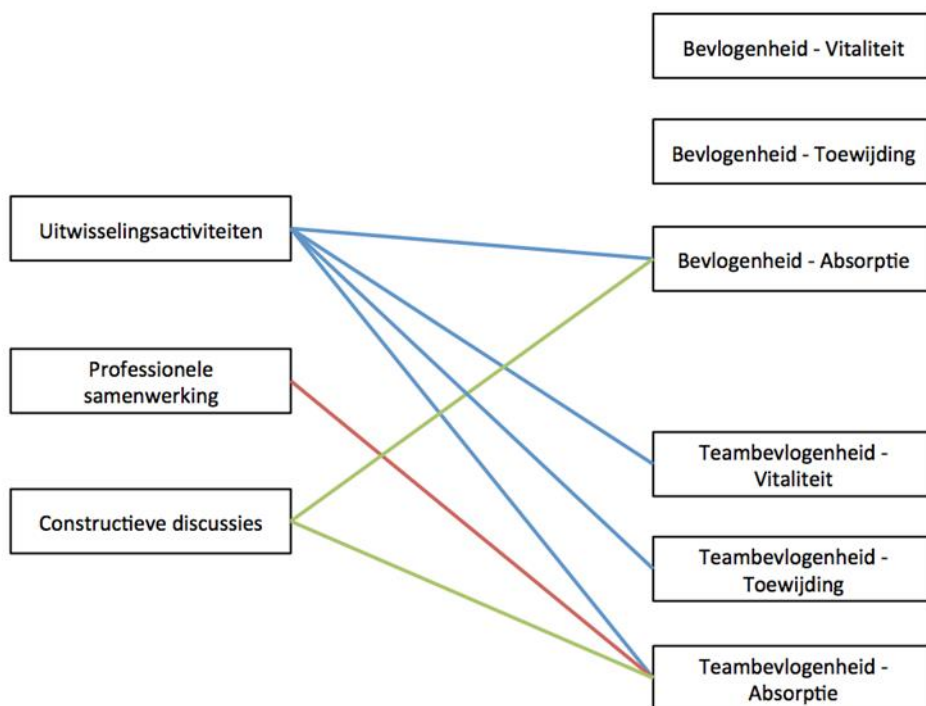 Bevlogenheid - Vitaliteit
Bevlogenheid - Toewijding
Uitwisselingsactiviteiten
Bevlogenheid - Absorptie
Professionele
samenwerking
Teambevlogenheid -
Vitaliteit
Constructieve discussies
Teambevlogenheid -
Toewijding
Teambevlogenheid -
Absorptie